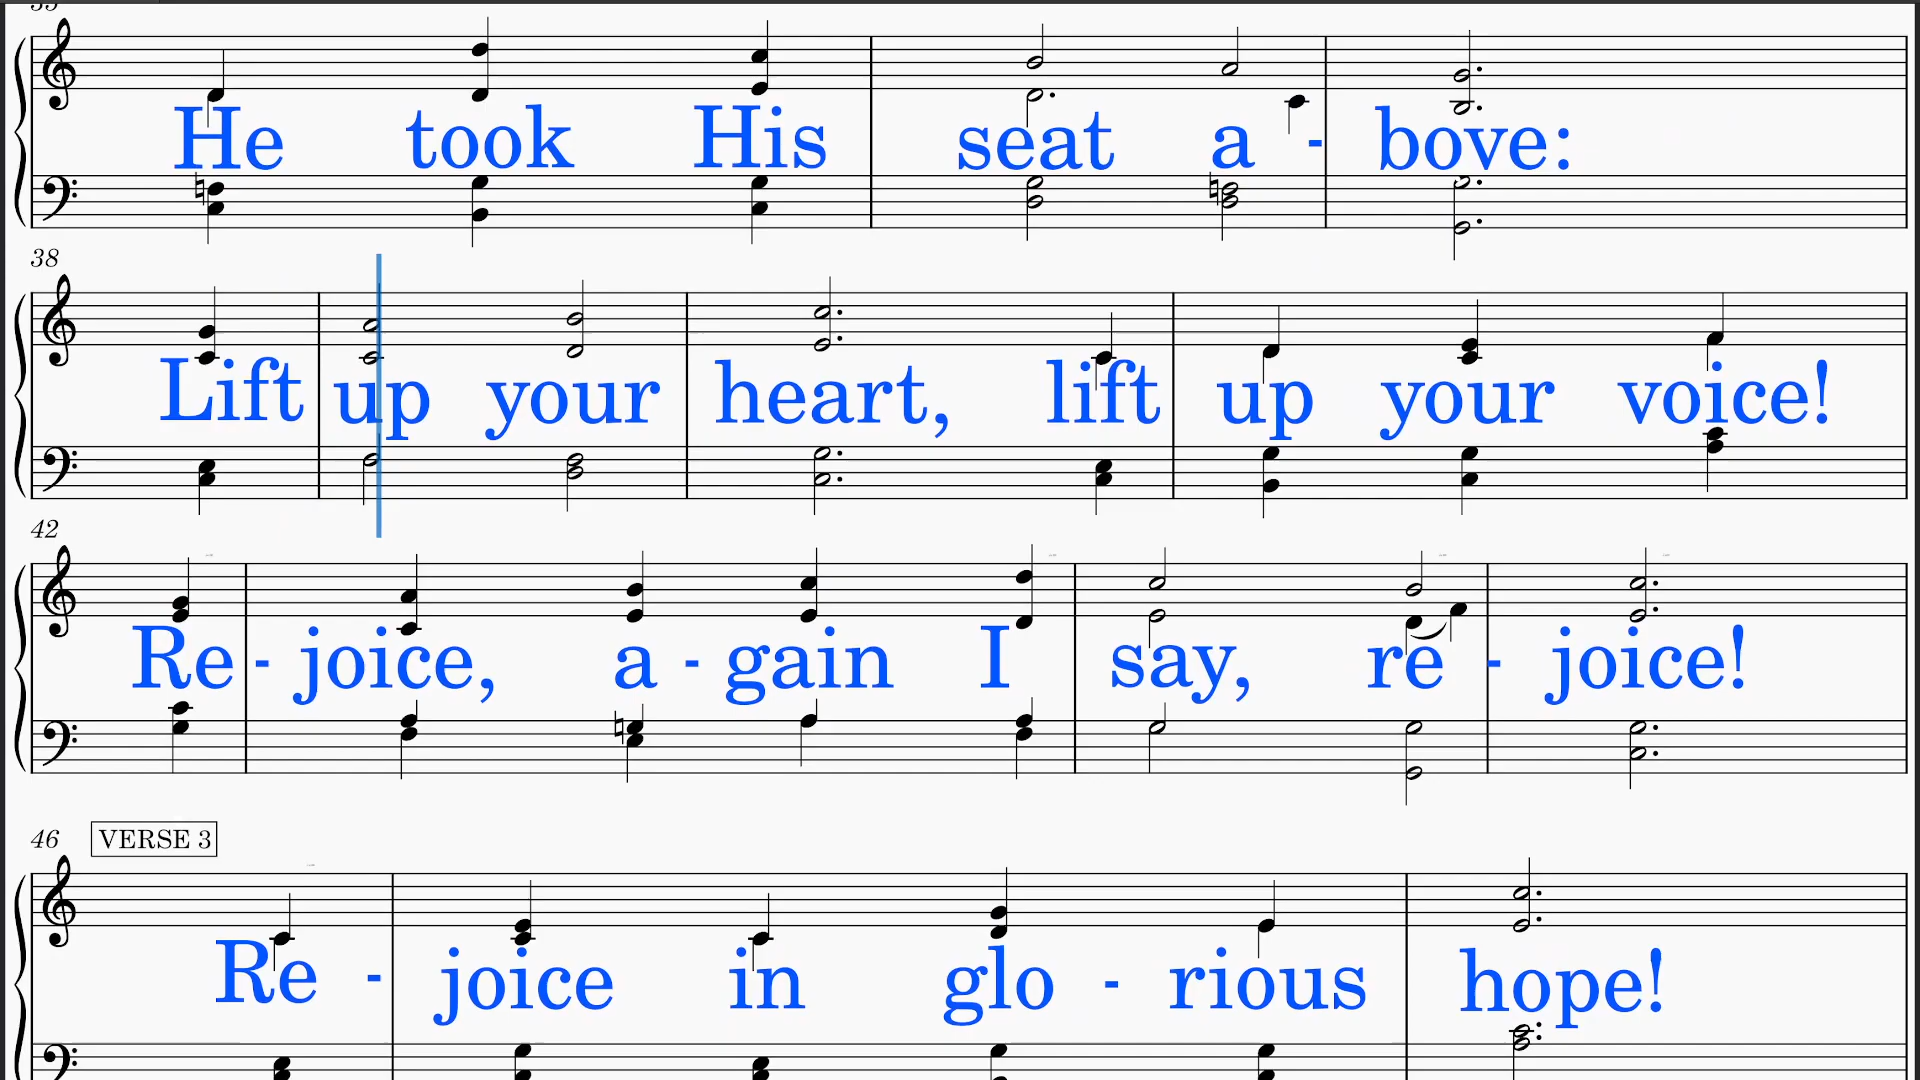 35
He took His seat a - bove:
38
Lift up your heart, lift up your voice!
42
Re - joice, a - gain I say, re - joice!
46 VERSE 3
Re - joice in glo - rious hope!